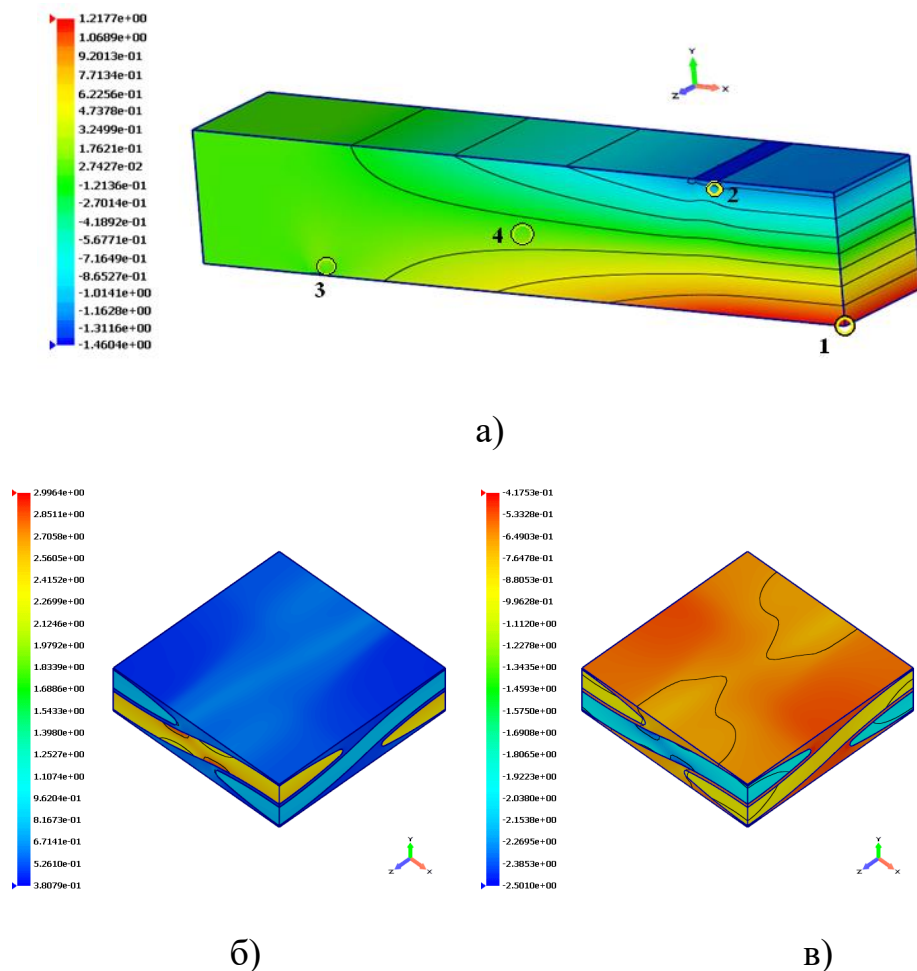 1.2177e+00
1.0689e+00
9.2013e-01
7.7134e-01
6.2256e-01
4.7378e-01
3.2499e-01
1.7621e-01
2.7427e-02
-1.2136e-01
-2.7014e-01
-4.1892e-01
-5.6771e-01
-7.1649e-01
-8.6527e-01
-1.0141e+00
-1.1628e+00
-1.3116e+00
-1.4604e+00
Y
Z X
2
4
3
1
а)
2.9964e+00
2.8511e+00
2.7058e+00
2.5605e+00
2.4152e+00
2.2699e+00
2.1246e+00
1.9792e+00
1.8339e+00
1.6886e+00
1.5433e+00
1.3980e+00
1.2527e+00
1.1074e+00
9.6204e-01
8.1673e-01
6.7141e-01
5.2610e-01
3.8079e-01
Y
Z X
б)
-4.1753e-01
-5.3328e-01
-6.4903e-01
-7.6478e-01
-8.8053e-01
-9.9628e-01
-1.1120e+00
-1.2278e+00
-1.3435e+00
-1.4593e+00
-1.5750e+00
-1.6908e+00
-1.8065e+00
-1.9223e+00
-2.0380e+00
-2.1538e+00
-2.2695e+00
-2.3853e+00
-2.5010e+00
Y
Z X
в)